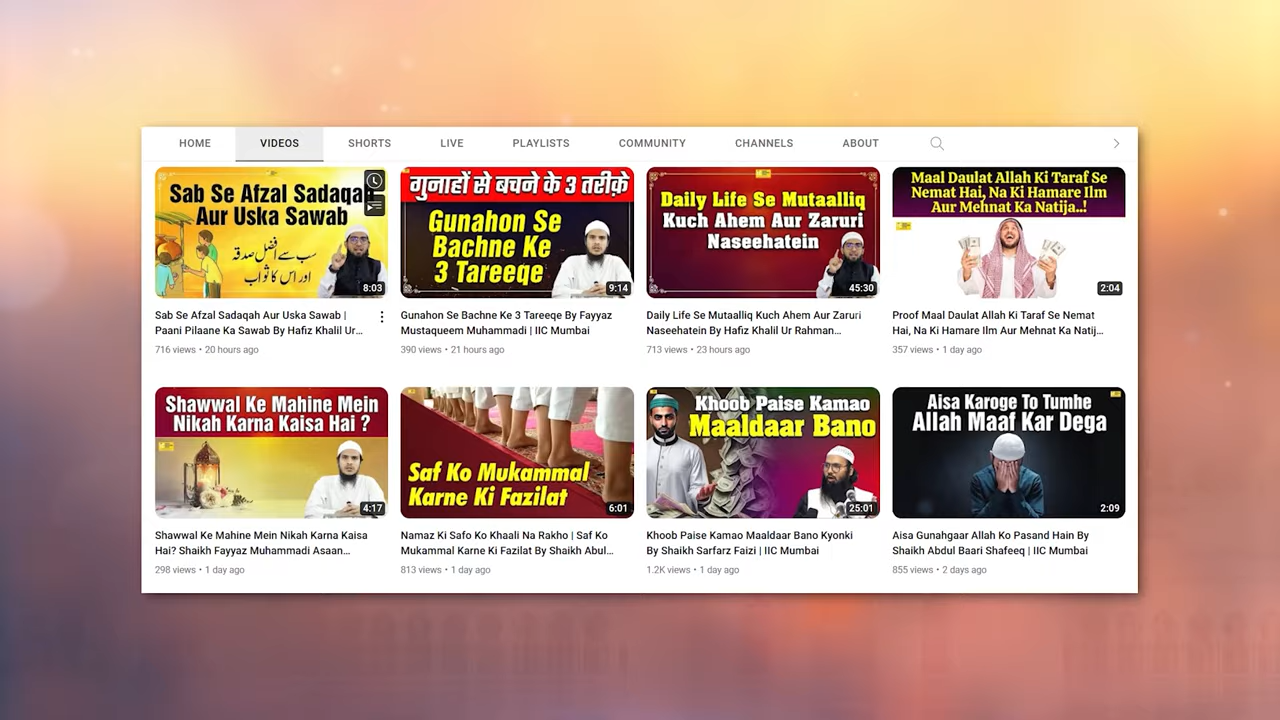 HOME VIDEOS SHORTS LIVE PLAYLISTS COMMUNITY CHANNELS ABOUT
Sab Se Afzal Sadaqah
Aur Uska Sawab
سب سے افضل صدقہ
اور اس کا ثواب
8:03
गुनाहों से बचने के 3 तरीक़े
Gunahon Se
Bachne Ke
3 Tareeqe
9:14
Daily Life Se Mutaalliq
Kuch Ahem Aur Zaruri
Naseehatein
45:30
Maal Daulat Allah Ki Taraf Se
Nemat Hai, Na Ki Hamare Ilm
Aur Mehnat Ka Natija..!
2:04
Sab Se Afzal Sadaqah Aur Uska Sawab |
Paani Pilaane Ka Sawab By Hafiz Khalil Ur...
716 views • 20 hours ago
Gunahon Se Bachne Ke 3 Tareeqe By Fayyaz
Mustaqueem Muhammadi | IIC Mumbai
390 views • 21 hours ago
Daily Life Se Mutaalliq Kuch Ahem Aur Zaruri
Naseehatein By Hafiz Khalil Ur Rahman...
713 views • 23 hours ago
Proof Maal Daulat Allah Ki Taraf Se Nemat
Hai, Na Ki Hamare Ilm Aur Mehnat Ka Natij...
357 views • 1 day ago
Shawwal Ke Mahine Mein
Nikah Karna Kaisa Hai ?
4:17
Saf Ko Mukammal
Karne Ki Fazilat
6:01
Khoob Paise Kamao
Maaldaar Bano
25:01
Aisa Karoge To Tumhe
Allah Maaf Kar Dega
2:09
Shawwal Ke Mahine Mein Nikah Karna Kaisa
Hai? Shaikh Fayyaz Muhammadi Asaan...
298 views • 1 day ago
Namaz Ki Safo Ko Khaali Na Rakho | Saf Ko
Mukammal Karne Ki Fazilat By Shaikh Abul...
813 views • 1 day ago
Khoob Paise Kamao Maaldaar Bano Kyonki
By Shaikh Sarfarz Faizi | IIC Mumbai
1.2K views • 1 day ago
Aisa Gunahgaar Allah Ko Pasand Hain By
Shaikh Abdul Baari Shafeeq | IIC Mumbai
855 views • 2 days ago